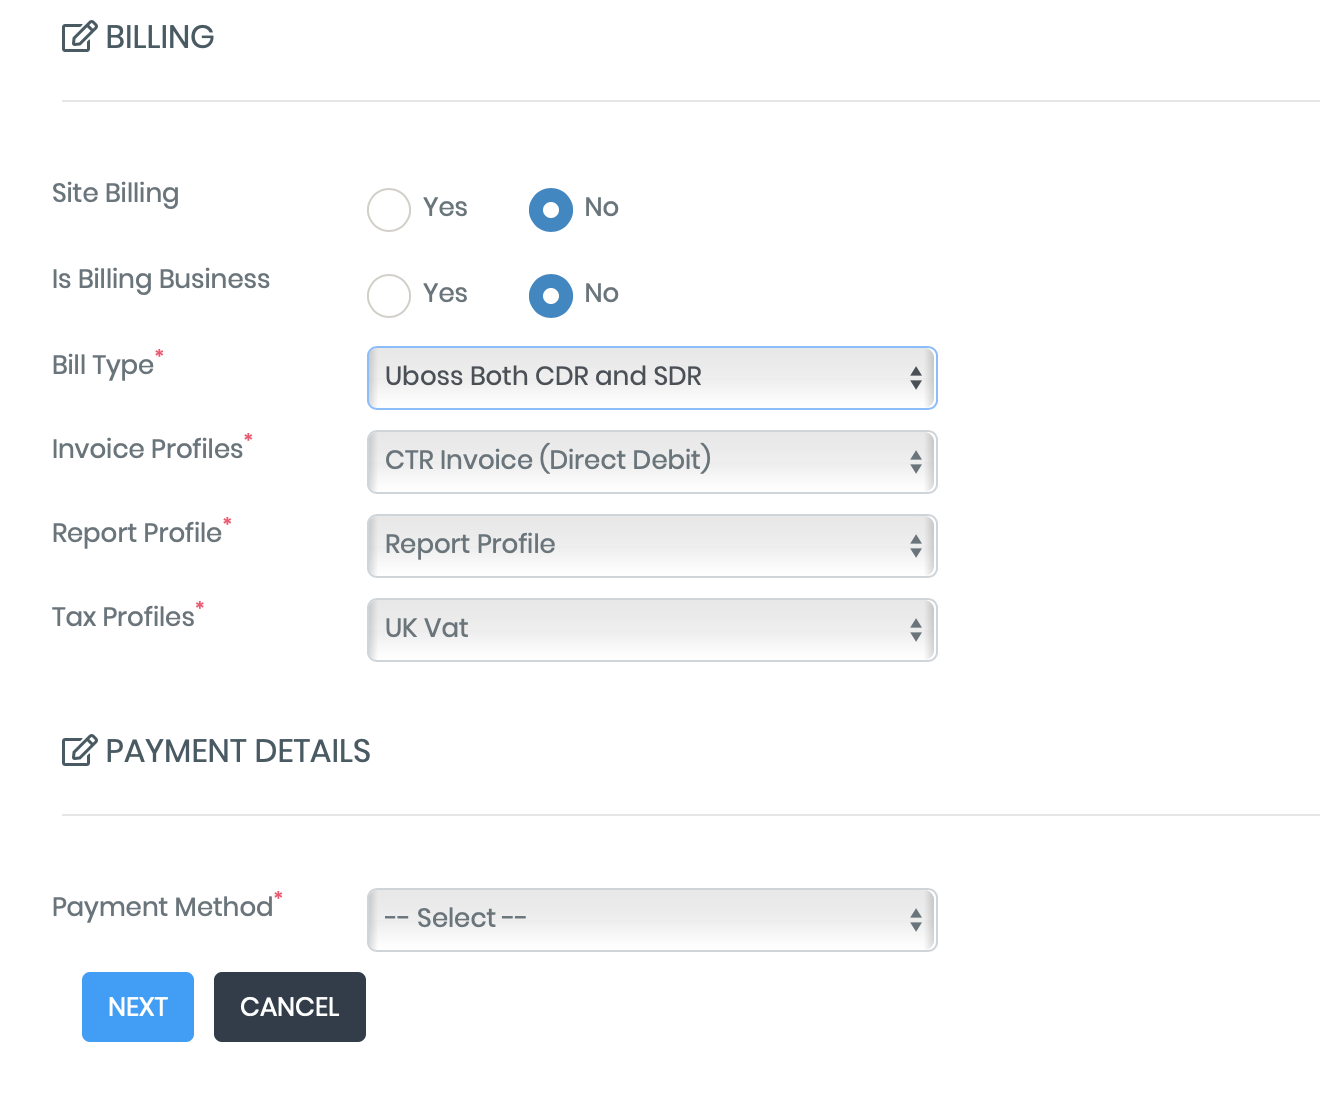 BILLING
Site Billing Yes No
Is Billing Business Yes No
Bill Type* Uboss Both CDR and SDR
Invoice Profiles* CTR Invoice (Direct Debit)
Report Profile* Report Profile
Tax Profiles* UK Vat
PAYMENT DETAILS
Payment Method* -- Select --
NEXT CANCEL